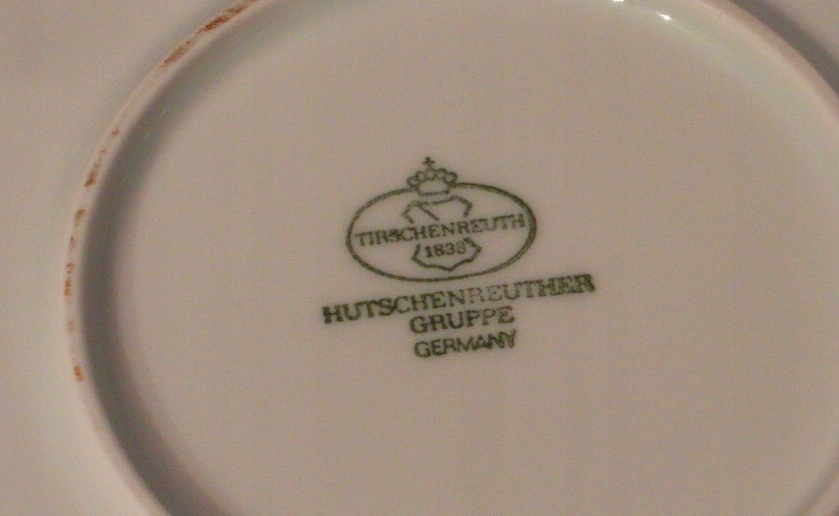 TIRSCHENREUTH
1838
HUTSCHENREUTHER
GRUPPE
GERMANY